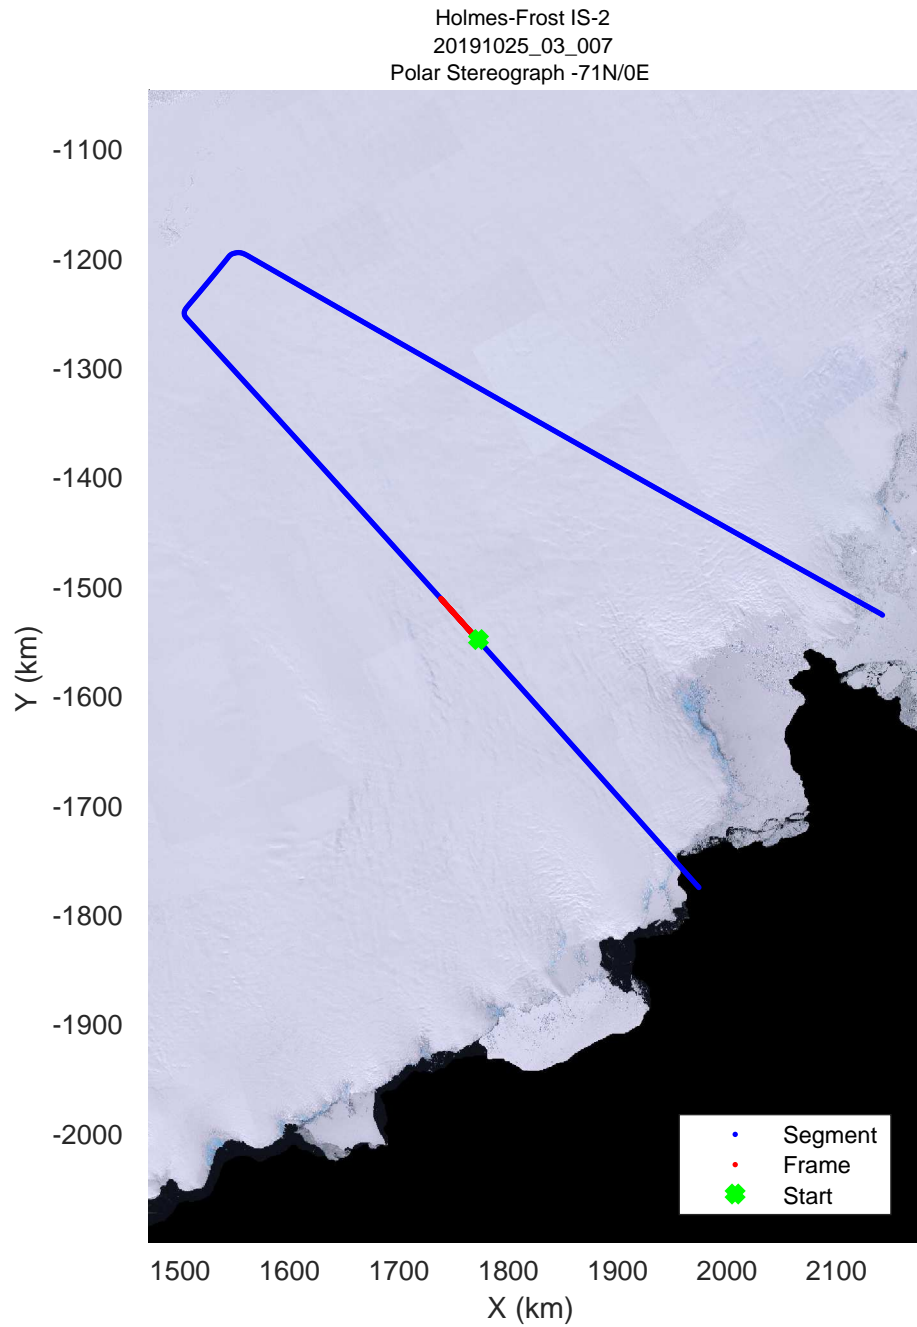 Holmes-Frost IS-2
20191025_03_007
Polar Stereograph -71N/0E
-1100
-1200
-1300
-1400
-1500
-1600
-1700
-1800
-1900
-2000
Y (km)
Segment
Frame
Start
1500 1600 1700 1800 1900 2000 2100
X (km)